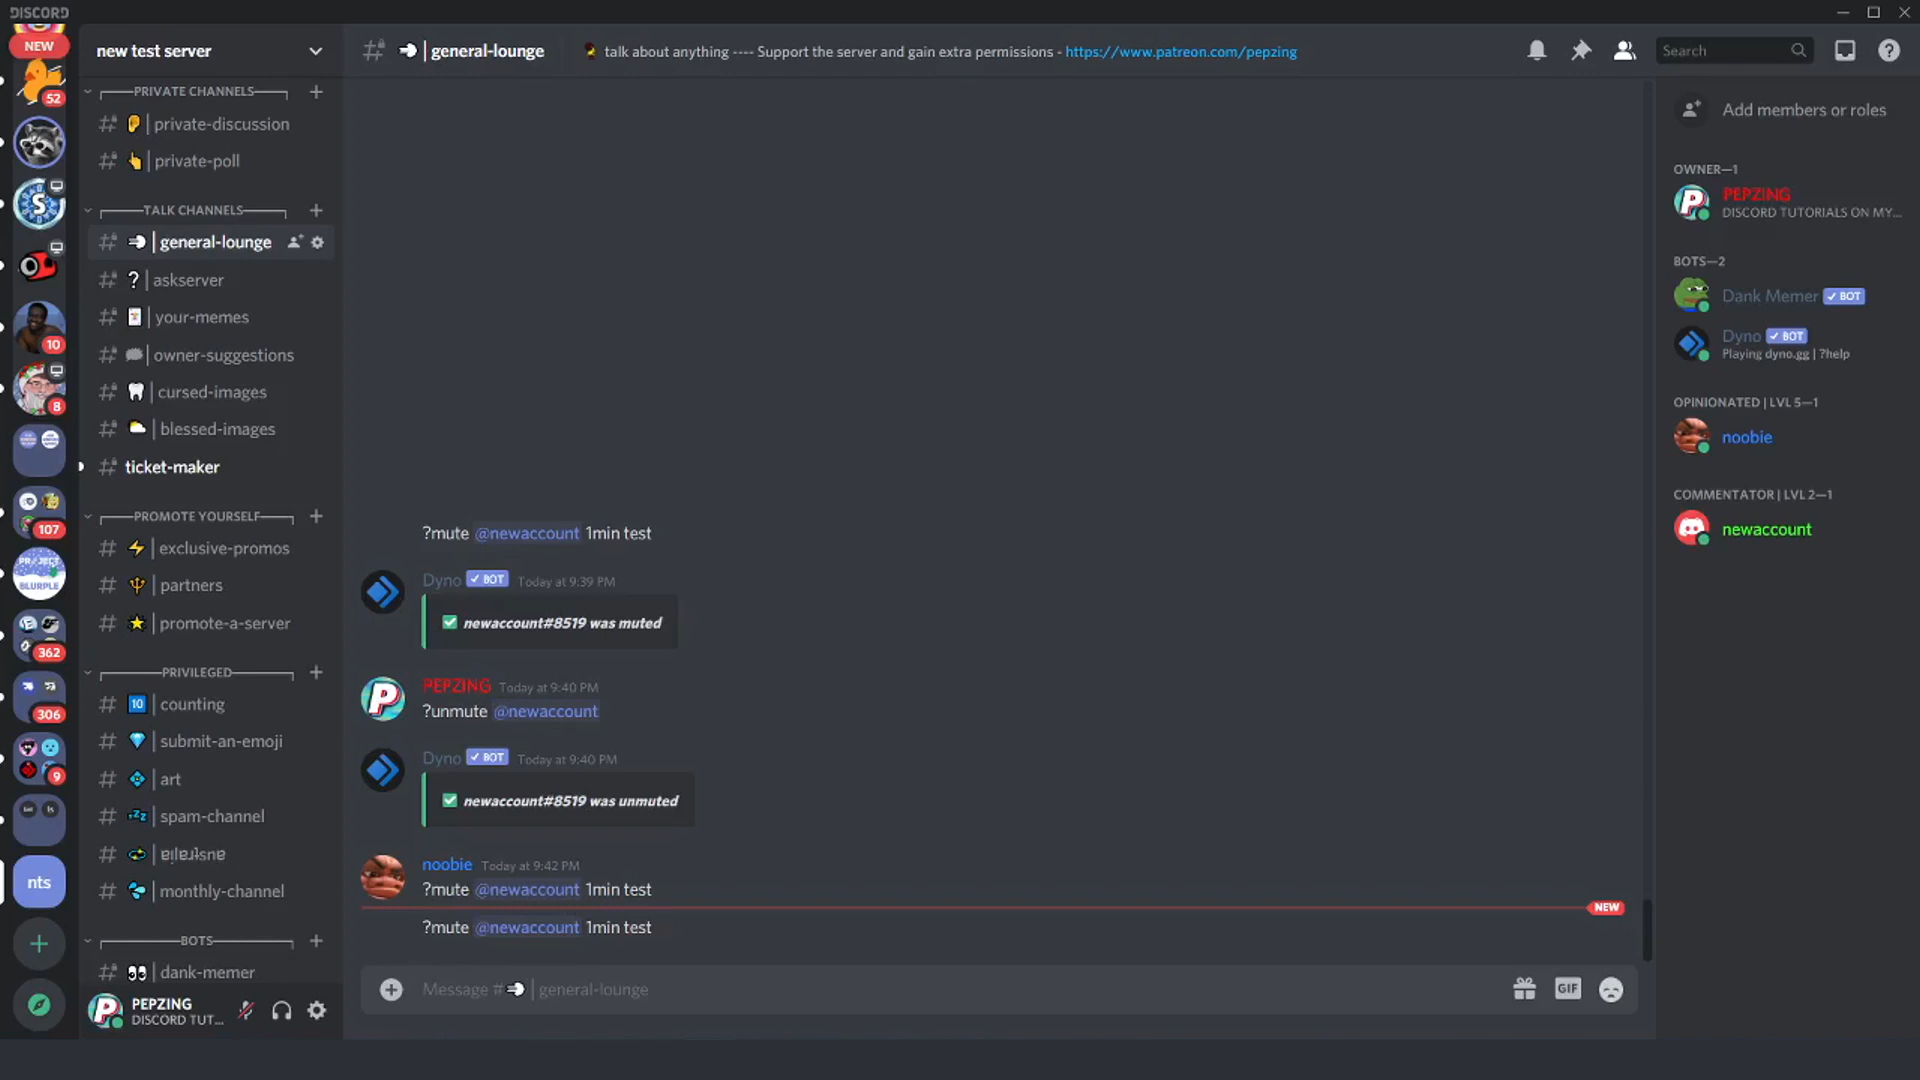 DISCORD
NEW
52
10
8
107
PROJECT
BLURPLE
362
306
9
nts
new test server
PRIVATE CHANNELS
private-discussion
private-poll
TALK CHANNELS
general-lounge
askserver
your-memes
owner-suggestions
cursed-images
blessed-images
ticket-maker
PROMOTE YOURSELF
exclusive-promos
partners
promote-a-server
PRIVILEGED
10 counting
submit-an-emoji
art
spam-channel
monthly-channel
BOTS
dank-memer
PEPZING
DISCORD TUT...
general-lounge
talk about anything ---- Support the server and gain extra permissions - https://www.patreon.com/pepzing
Search
?mute @newaccount 1min test
Dyno ✓ BOT Today at 9:39 PM
newaccount#8519 was muted
PEPZING Today at 9:40 PM
?unmute @newaccount
Dyno ✓ BOT Today at 9:40 PM
newaccount#8519 was unmuted
noobie Today at 9:42 PM
?mute @newaccount 1min test
NEW
?mute @newaccount 1min test
Message # | general-lounge
GIF
Add members or roles
OWNER—1
PEPZING
DISCORD TUTORIALS ON MY...
BOTS—2
Dank Memer ✓ BOT
Dyno ✓ BOT
Playing dyno.gg | ?help
OPINIONATED | LVL 5—1
noobie
COMMENTATOR | LVL 2—1
newaccount